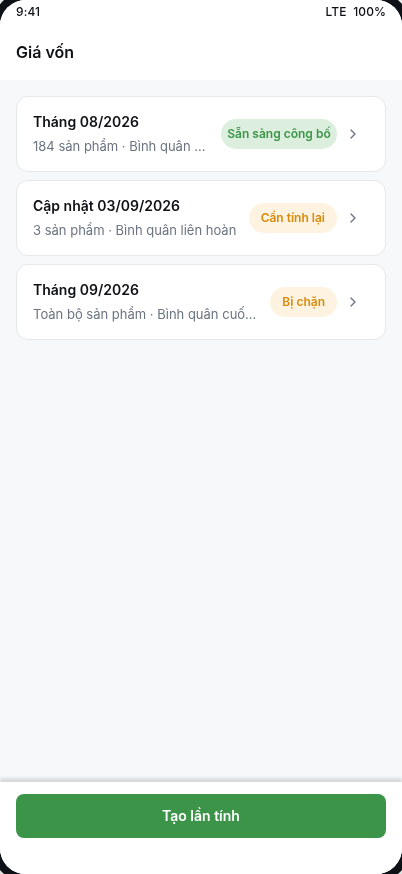 9:41
LTE 100%
Giá vốn
Tháng 08/2026
184 sản phẩm · Bình quân ...
Sẵn sàng công bố
Cập nhật 03/09/2026
3 sản phẩm · Bình quân liên hoàn
Cần tính lại
Tháng 09/2026
Toàn bộ sản phẩm · Bình quân cuố...
Bị chặn
Tạo lần tính